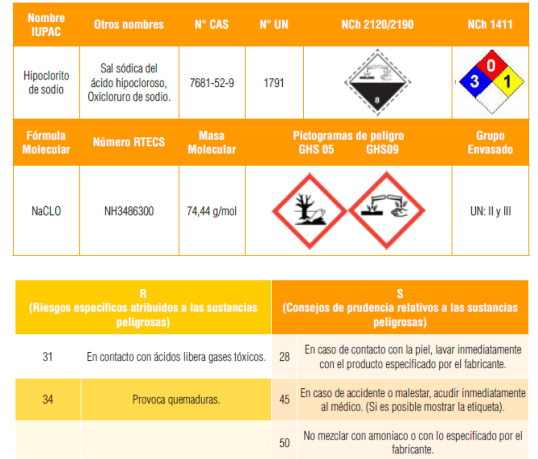 Nombre
IUPAC
Otros nombres
N° CAS
N° UN
NCh 2120/2190
NCh 1411
Hipoclorito
de sodio
Sal sódica del
ácido hipocloroso,
Oxicloruro de sodio.
7681-52-9
1791
8
0
3
1
Fórmula
Molecular
Número RTECS
Masa
Molecular
Pictogramas de peligro
GHS 05 GHS09
Grupo
Envasado
NaCLO
NH3486300
74,44 g/mol
UN: II y III
R
(Riesgos específicos atribuidos a las sustancias
peligrosas)
S
(Consejos de prudencia relativos a las sustancias
peligrosas)
31
En contacto con ácidos libera gases tóxicos.
28
En caso de contacto con la piel, lavar inmediatamente
con el producto especificado por el fabricante.
34
Provoca quemaduras.
45
En caso de accidente o malestar, acudir inmediatamente
al médico. (Si es posible mostrar la etiqueta).
50
No mezclar con amoniaco o con lo especificado por el
fabricante.